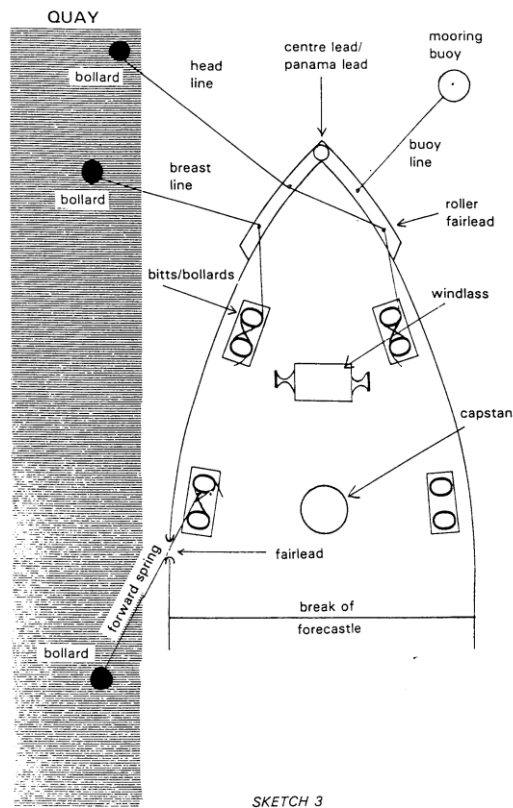 QUAY
centre lead/
panama lead
mooring
buoy
head
line
bollard
buoy
line
breast
line
bollard
roller
fairlead
bitts/bollards
windlass
capstan
forward spring
fairlead
break of
forecastle
bollard
SKETCH 3